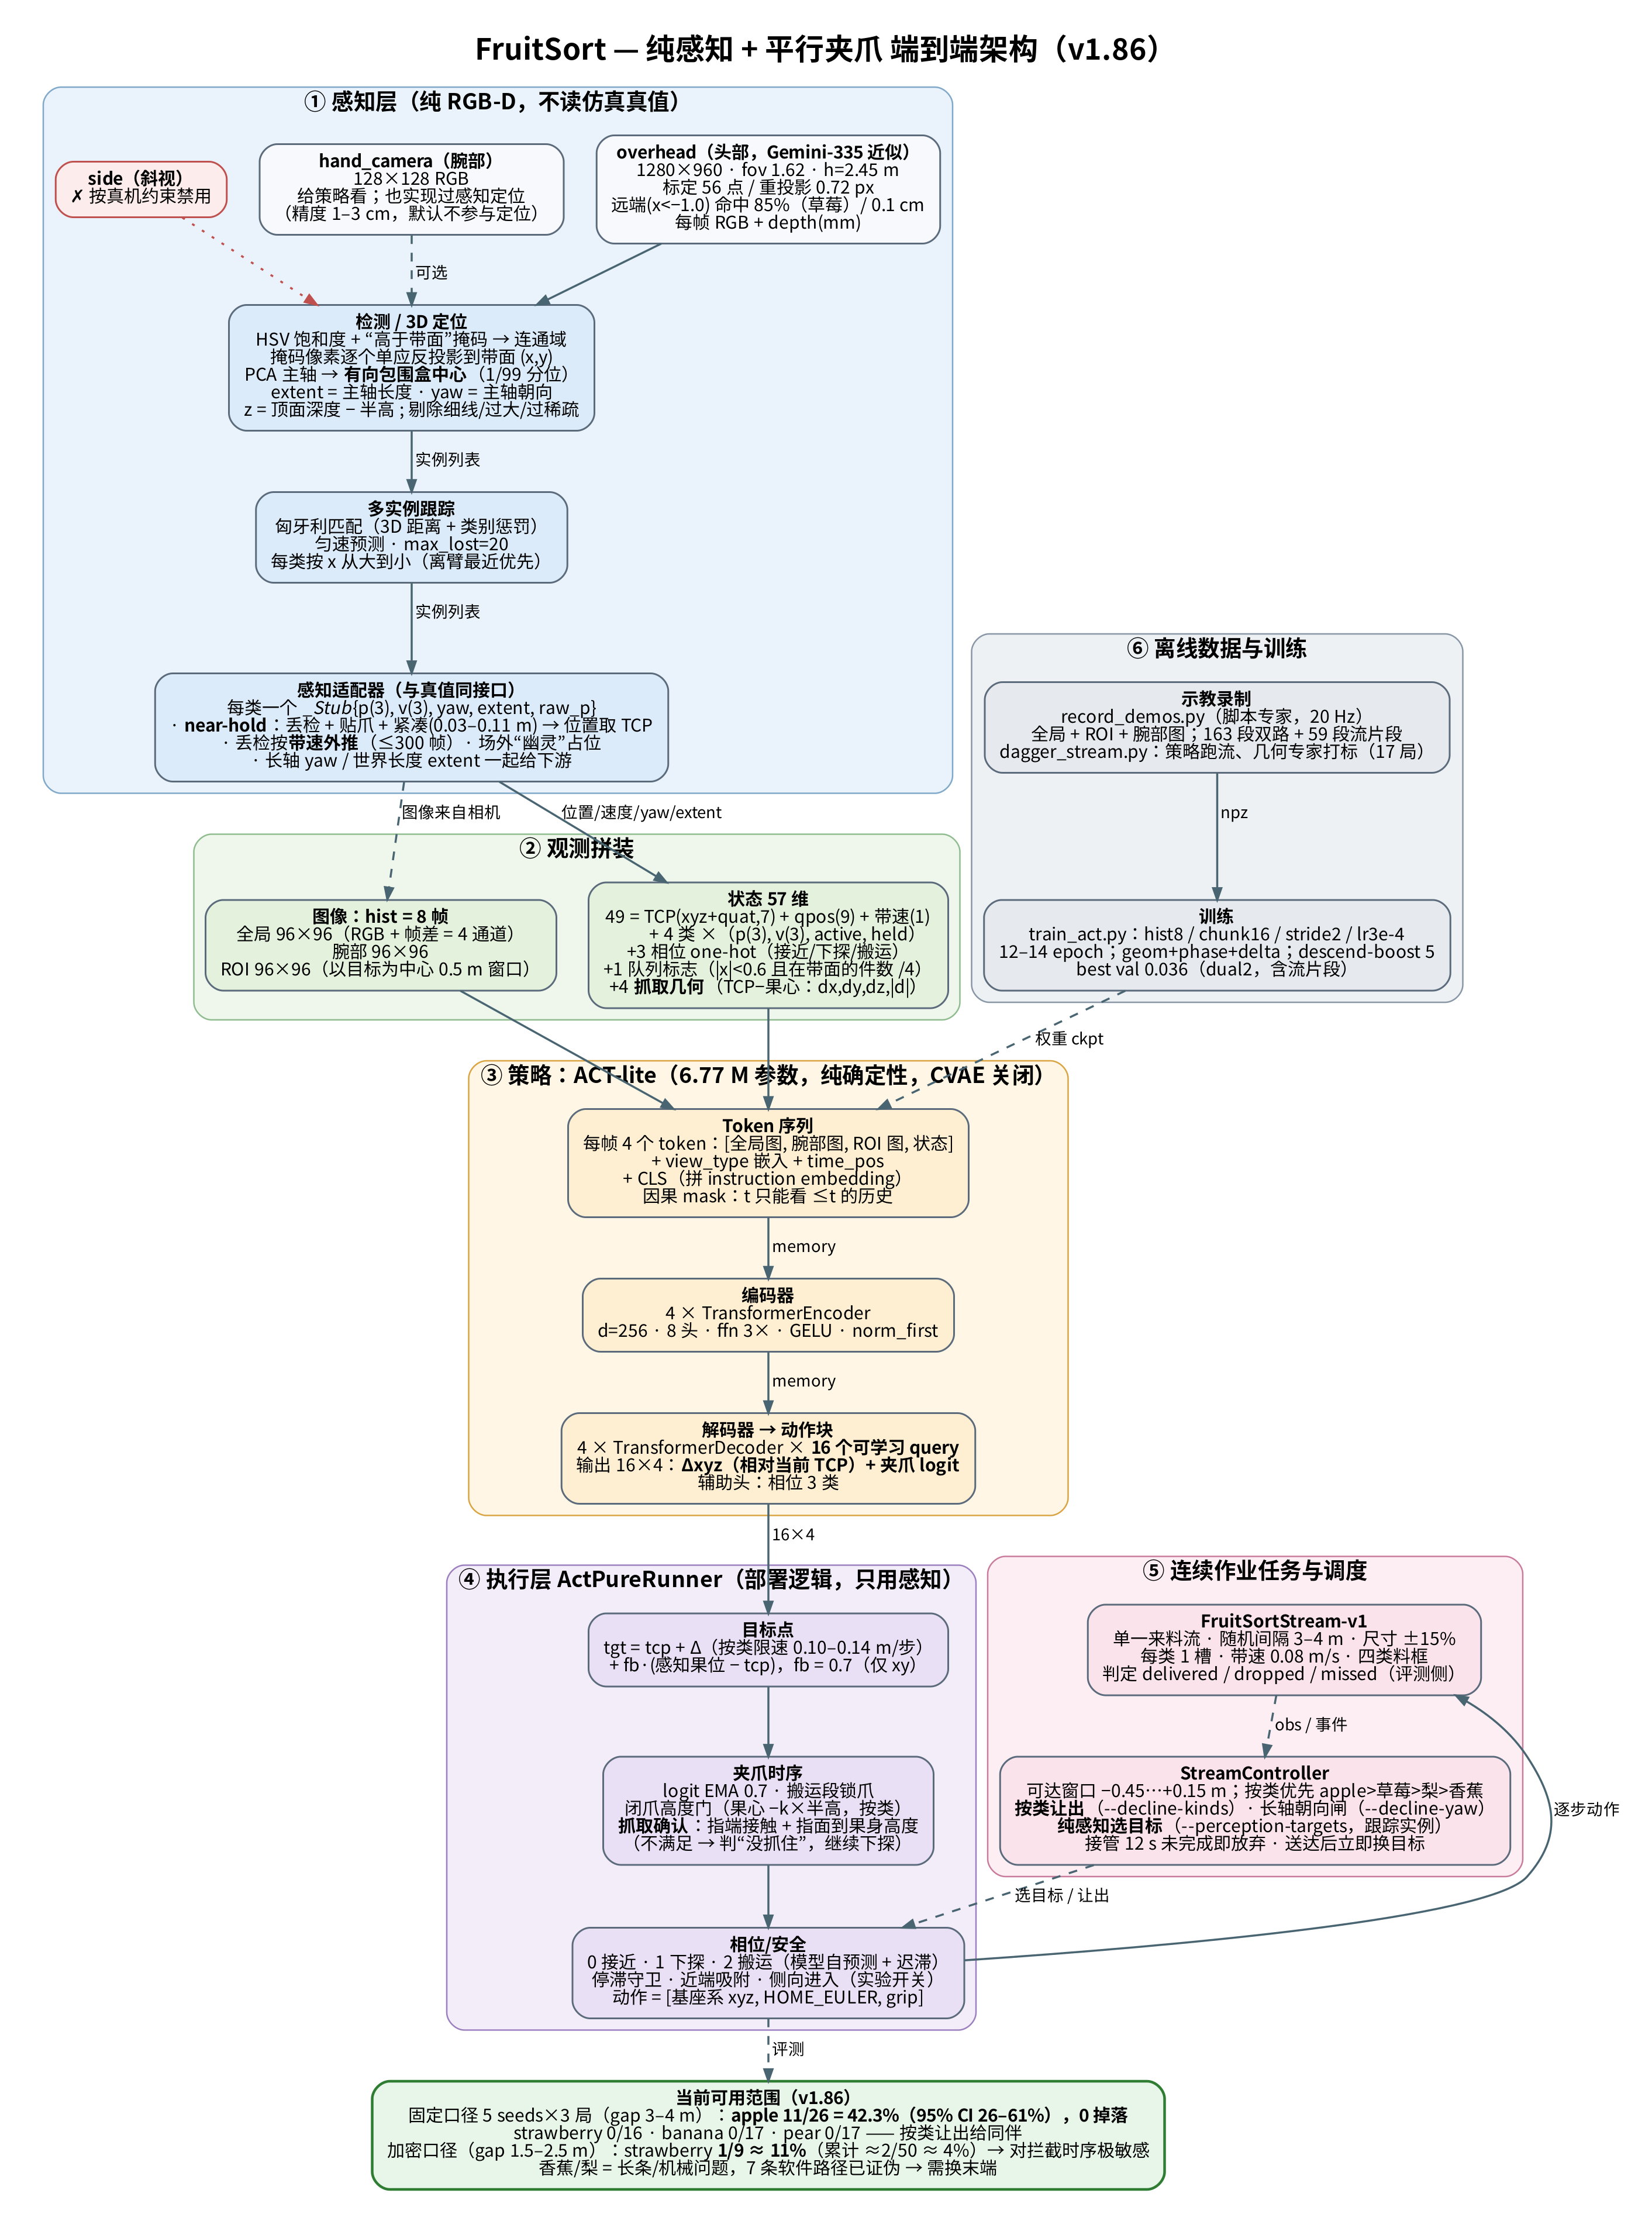 FruitSort — 纯感知 + 平行夹爪 端到端架构（v1.86）
① 感知层（纯 RGB-D，不读仿真真值）
side（斜视）
✗ 按真机约束禁用
hand_camera（腕部）
128×128 RGB
给策略看；也实现过感知定位
（精度 1–3 cm，默认不参与定位）
overhead（头部，Gemini-335 近似）
1280×960 · fov 1.62 · h=2.45 m
标定 56 点 / 重投影 0.72 px
远端(x<−1.0) 命中 85%（草莓）/ 0.1 cm
每帧 RGB + depth(mm)
可选
检测 / 3D 定位
HSV 饱和度 + “高于带面”掩码 → 连通域
掩码像素逐个单应反投影到带面 (x,y)
PCA 主轴 → 有向包围盒中心（1/99 分位）
extent = 主轴长度 · yaw = 主轴朝向
z = 顶面深度 − 半高 ; 剔除细线/过大/过稀疏
实例列表
多实例跟踪
匈牙利匹配（3D 距离 + 类别惩罚）
匀速预测 · max_lost=20
每类按 x 从大到小（离臂最近优先）
实例列表
感知适配器（与真值同接口）
每类一个 _Stub{p(3), v(3), yaw, extent, raw_p}
· near-hold：丢检 + 贴爪 + 紧凑(0.03–0.11 m) → 位置取 TCP
· 丢检按带速外推（≤300 帧）· 场外“幽灵”占位
· 长轴 yaw / 世界长度 extent 一起给下游
图像来自相机
位置/速度/yaw/extent
② 观测拼装
图像：hist = 8 帧
全局 96×96（RGB + 帧差 = 4 通道）
腕部 96×96
ROI 96×96（以目标为中心 0.5 m 窗口）
状态 57 维
49 = TCP(xyz+quat,7) + qpos(9) + 带速(1)
+ 4 类 ×（p(3), v(3), active, held）
+3 相位 one-hot（接近/下探/搬运）
+1 队列标志（|x|<0.6 且在带面的件数 /4）
+4 抓取几何（TCP−果心：dx,dy,dz,|d|）
⑥ 离线数据与训练
示教录制
record_demos.py（脚本专家，20 Hz）
全局 + ROI + 腕部图；163 段双路 + 59 段流片段
dagger_stream.py：策略跑流、几何专家打标（17 局）
npz
训练
train_act.py：hist8 / chunk16 / stride2 / lr3e-4
12–14 epoch；geom+phase+delta；descend-boost 5
best val 0.036（dual2，含流片段）
权重 ckpt
③ 策略：ACT-lite（6.77 M 参数，纯确定性，CVAE 关闭）
Token 序列
每帧 4 个 token：[全局图, 腕部图, ROI 图, 状态]
+ view_type 嵌入 + time_pos
+ CLS（拼 instruction embedding）
因果 mask：t 只能看 ≤t 的历史
memory
编码器
4 × TransformerEncoder
d=256 · 8 头 · ffn 3× · GELU · norm_first
memory
解码器 → 动作块
4 × TransformerDecoder × 16 个可学习 query
输出 16×4：Δxyz（相对当前 TCP）+ 夹爪 logit
辅助头：相位 3 类
16×4
④ 执行层 ActPureRunner（部署逻辑，只用感知）
目标点
tgt = tcp + Δ（按类限速 0.10–0.14 m/步）
+ fb·(感知果位 − tcp)，fb = 0.7（仅 xy）
夹爪时序
logit EMA 0.7 · 搬运段锁爪
闭爪高度门（果心 −k×半高，按类）
抓取确认：指端接触 + 指面到果身高度
（不满足 → 判“没抓住”，继续下探）
相位/安全
0 接近 · 1 下探 · 2 搬运（模型自预测 + 迟滞）
停滞守卫 · 近端吸附 · 侧向进入（实验开关）
动作 = [基座系 xyz, HOME_EULER, grip]
⑤ 连续作业任务与调度
FruitSortStream-v1
单一来料流 · 随机间隔 3–4 m · 尺寸 ±15%
每类 1 槽 · 带速 0.08 m/s · 四类料框
判定 delivered / dropped / missed（评测侧）
obs / 事件
StreamController
可达窗口 −0.45…+0.15 m；按类优先 apple>草莓>梨>香蕉
按类让出（--decline-kinds）· 长轴朝向闸（--decline-yaw）
纯感知选目标（--perception-targets，跟踪实例）
接管 12 s 未完成即放弃 · 送达后立即换目标
逐步动作
选目标 / 让出
评测
当前可用范围（v1.86）
固定口径 5 seeds×3 局（gap 3–4 m）：apple 11/26 = 42.3%（95% CI 26–61%），0 掉落
strawberry 0/16 · banana 0/17 · pear 0/17 —— 按类让出给同伴
加密口径（gap 1.5–2.5 m）：strawberry 1/9 ≈ 11%（累计 ≈2/50 ≈ 4%）→ 对拦截时序极敏感
香蕉/梨 = 长条/机械问题，7 条软件路径已证伪 → 需换末端